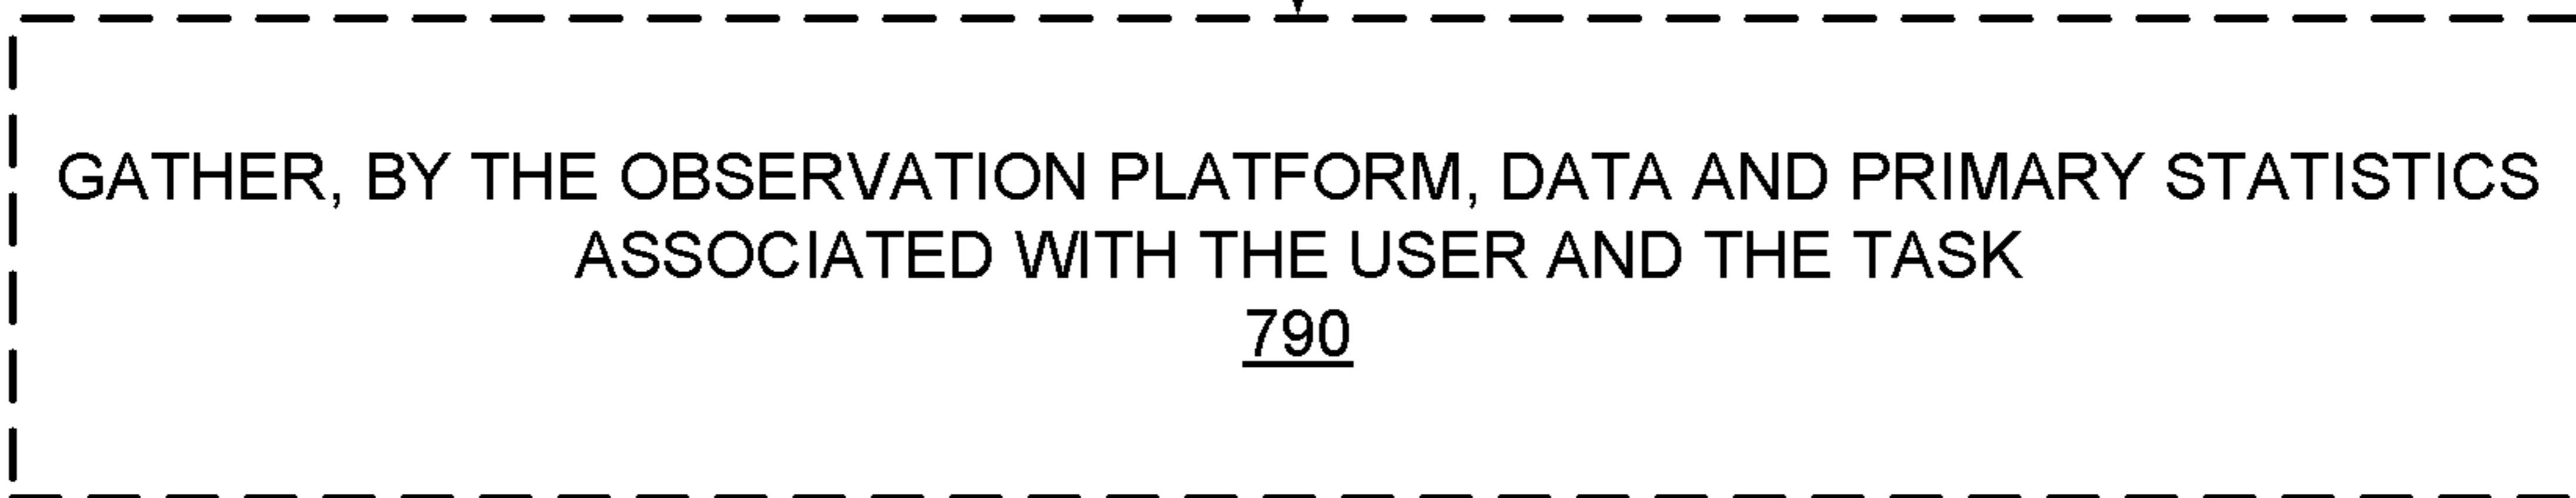 GATHER, BY THE OBSERVATION PLATFORM, DATA AND PRIMARY STATISTICS
ASSOCIATED WITH THE USER AND THE TASK
790